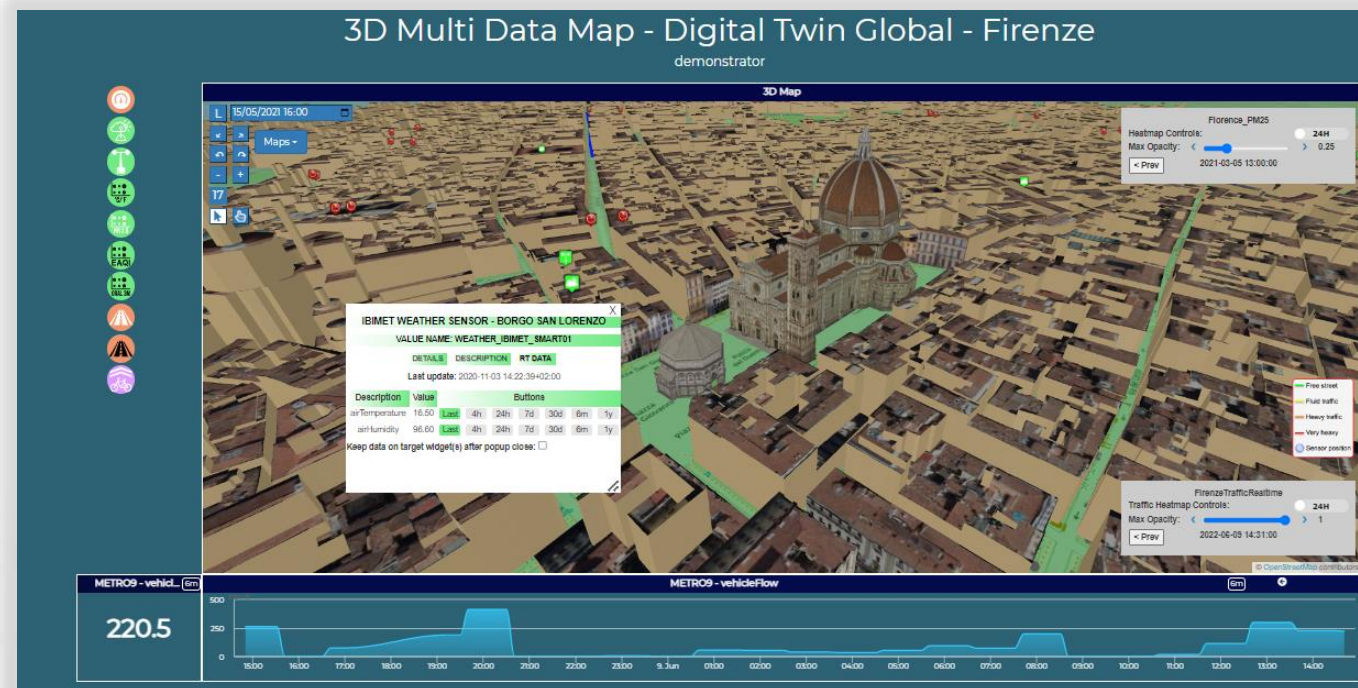 3D Multi Data Map - Digital Twin Global - Firenze
demonstrator
3D Map
L 15/05/2021 16:00
Maps
- +
17
W/F
EAQI
Florence_PM25
Heatmap Controls: 24H
Max Opacity: < > 0.25
< Prev 2021-03-05 13:00:00
X
IBIMET WEATHER SENSOR - BORGO SAN LORENZO
VALUE NAME: WEATHER_IBIMET_SMART01
DETAILS DESCRIPTION RT DATA
Last update: 2020-11-03 14:22:39+02:00
Description Value Buttons
airTemperature 16.50 Last 4h 24h 7d 30d 6m 1y
airHumidity 96.60 Last 4h 24h 7d 30d 6m 1y
Keep data on target widget(s) after popup close:
Free street
Fluid traffic
Heavy traffic
Very heavy
Sensor position
FirenzeTrafficRealtime
Traffic Heatmap Controls: 24H
Max Opacity: < > 1
< Prev 2022-06-09 14:31:00
© OpenStreetMap contributors
METRO9 - vehicl... 6m
220.5
METRO9 - vehicleFlow 6m
500
250
0
15:00 16:00 17:00 18:00 19:00 20:00 21:00 22:00 23:00 9. Jun 01:00 02:00 03:00 04:00 05:00 06:00 07:00 08:00 09:00 10:00 11:00 12:00 13:00 14:00